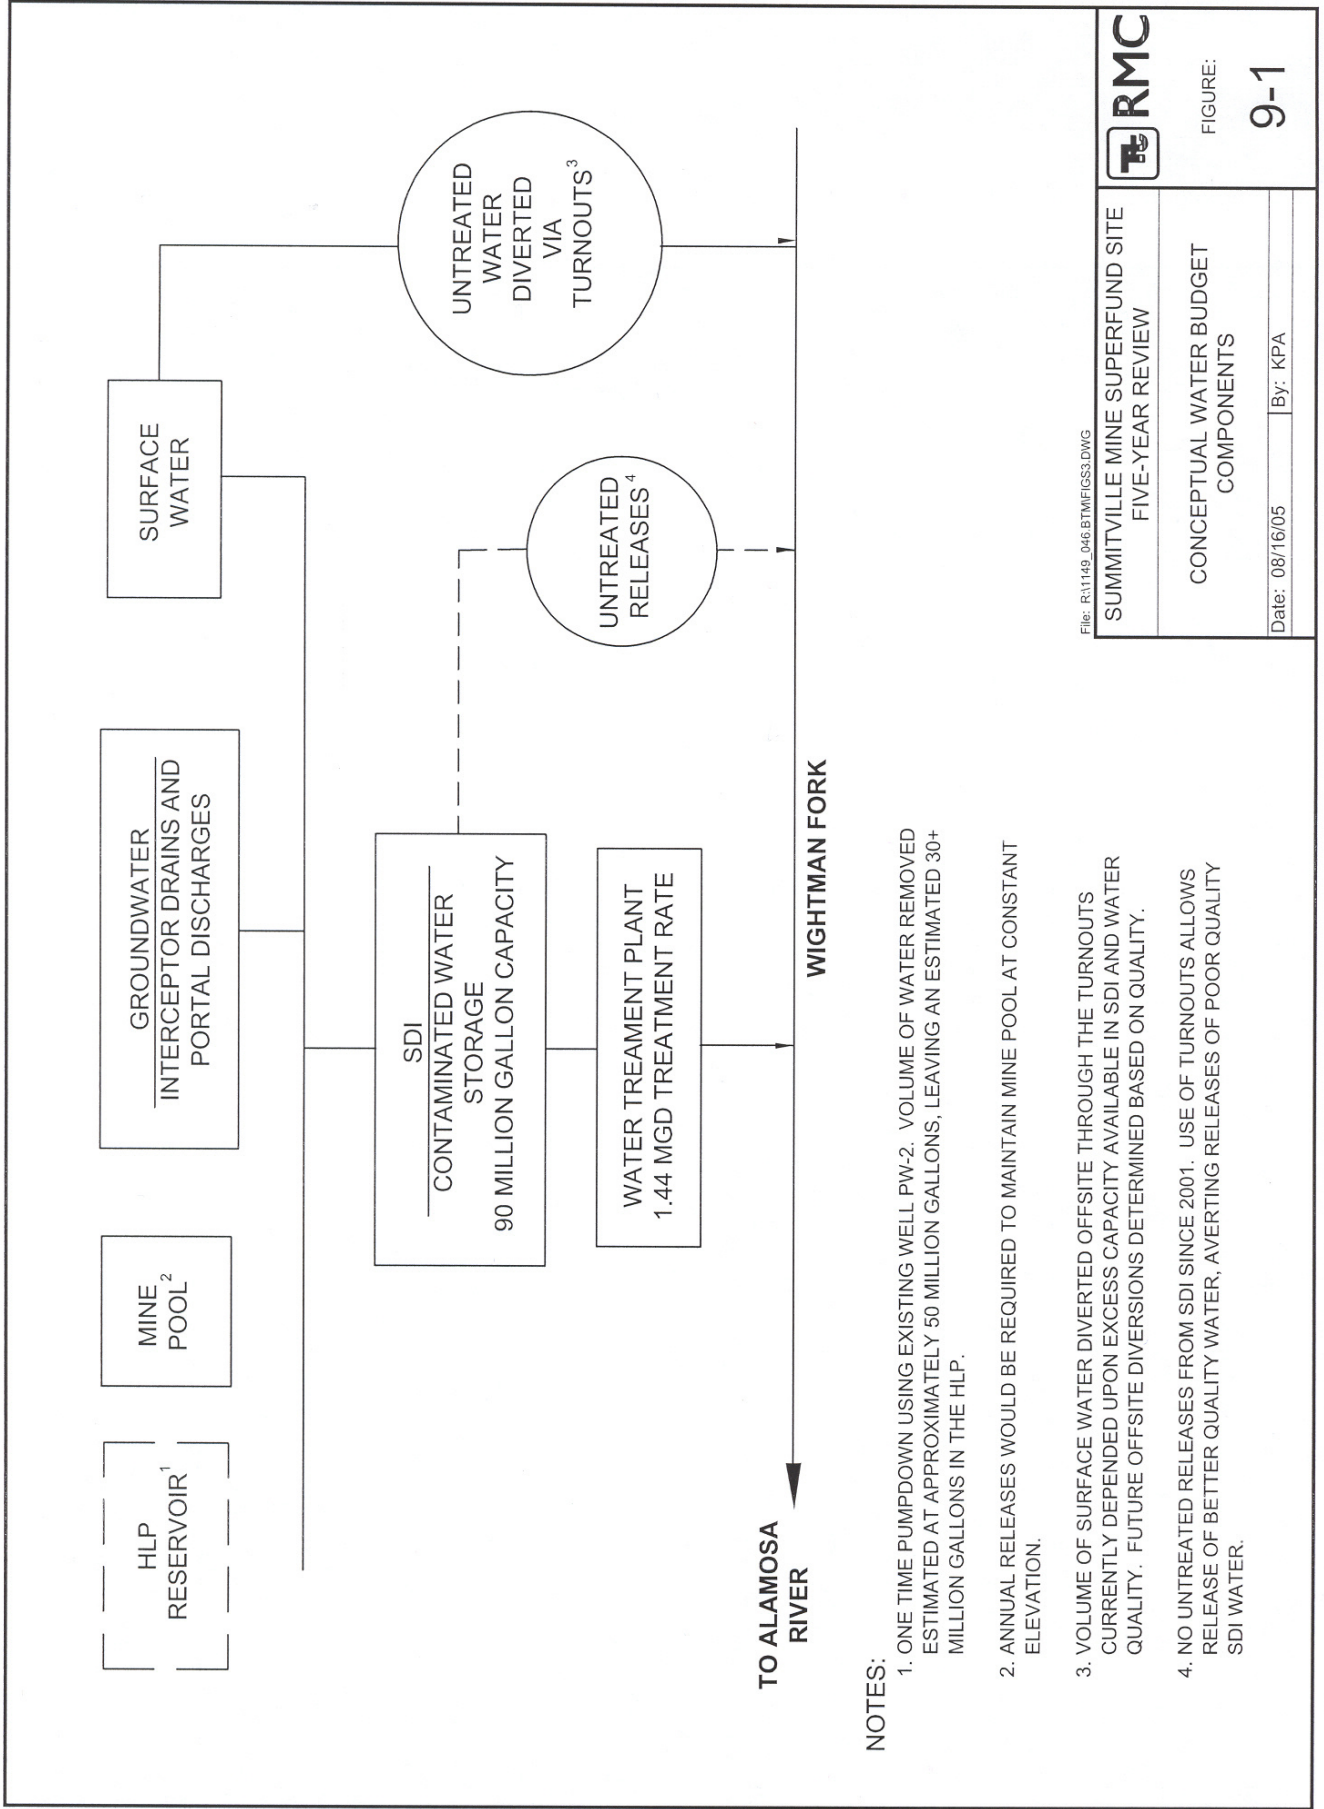 HLP
RESERVOIR1
MINE
POOL2
GROUNDWATER
INTERCEPTOR DRAINS AND
PORTAL DISCHARGES
SURFACE
WATER
SDI
CONTAMINATED WATER
STORAGE
90 MILLION GALLON CAPACITY
WATER TREAMENT PLANT
1.44 MGD TREATMENT RATE
UNTREATED
RELEASES4
UNTREATED
WATER
DIVERTED
VIA
TURNOUTS3
TO ALAMOSA
RIVER
WIGHTMAN FORK
NOTES:
1. ONE TIME PUMPDOWN USING EXISTING WELL PW-2. VOLUME OF WATER REMOVED
ESTIMATED AT APPROXIMATELY 50 MILLION GALLONS, LEAVING AN ESTIMATED 30+
MILLION GALLONS IN THE HLP.
2. ANNUAL RELEASES WOULD BE REQUIRED TO MAINTAIN MINE POOL AT CONSTANT
ELEVATION.
3. VOLUME OF SURFACE WATER DIVERTED OFFSITE THROUGH THE TURNOUTS
CURRENTLY DEPENDED UPON EXCESS CAPACITY AVAILABLE IN SDI AND WATER
QUALITY. FUTURE OFFSITE DIVERSIONS DETERMINED BASED ON QUALITY.
4. NO UNTREATED RELEASES FROM SDI SINCE 2001. USE OF TURNOUTS ALLOWS
RELEASE OF BETTER QUALITY WATER, AVERTING RELEASES OF POOR QUALITY
SDI WATER.
File: R:\1149_046.BTM\FIGS3.DWG
SUMMITVILLE MINE SUPERFUND SITE
FIVE-YEAR REVIEW
CONCEPTUAL WATER BUDGET
COMPONENTS
Date: 08/16/05
By: KPA
RMC
FIGURE:
9-1